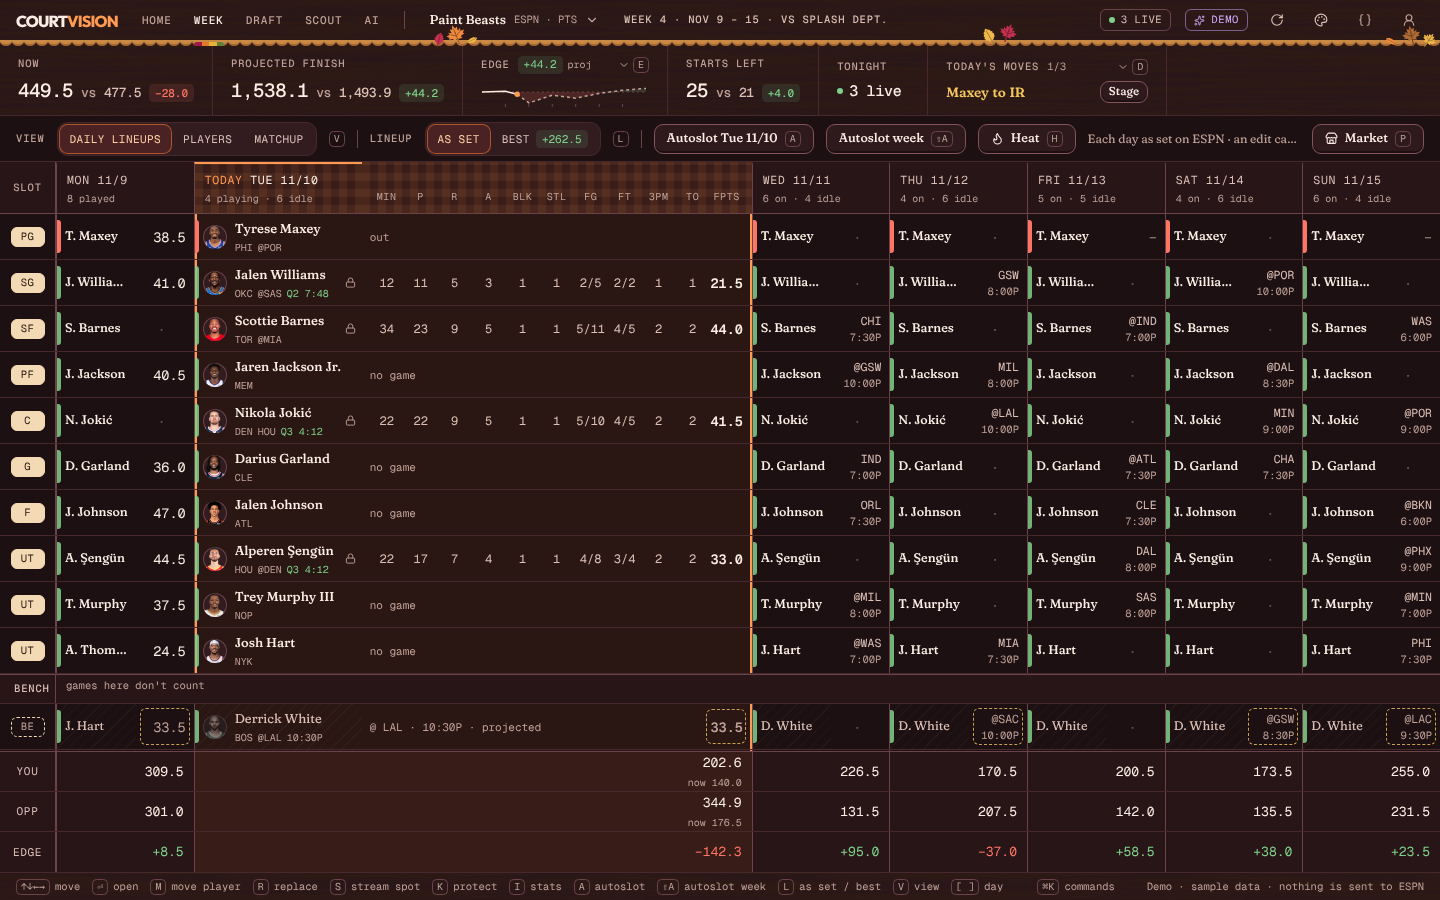 COURTVISION HOME WEEK DRAFT SCOUT AI Paint Beasts ESPN · PTS WEEK 4 · NOV 9 – 15 · VS SPLASH DEPT. 3 LIVE DEMO { }
NOW PROJECTED FINISH EDGE +44.2 proj E STARTS LEFT TONIGHT TODAY'S MOVES 1/3 D
449.5 vs 477.5 -28.0 1,538.1 vs 1,493.9 +44.2 25 vs 21 +4.0 3 live Maxey to IR Stage
VIEW DAILY LINEUPS PLAYERS MATCHUP V LINEUP AS SET BEST +262.5 L Autoslot Tue 11/10 A Autoslot week ⇧A Heat H Each day as set on ESPN · an edit ca... Market P
SLOT MON 11/9 TODAY TUE 11/10 WED 11/11 THU 11/12 FRI 11/13 SAT 11/14 SUN 11/15
8 played 4 playing · 6 idle MIN P R A BLK STL FG FT 3PM TO FPTS 6 on · 4 idle 4 on · 6 idle 5 on · 5 idle 4 on · 6 idle 6 on · 4 idle
PG T. Maxey 38.5 Tyrese Maxey out T. Maxey · T. Maxey · T. Maxey – T. Maxey · T. Maxey –
PHI @POR
SG J. Willia... 41.0 Jalen Williams 12 11 5 3 1 1 2/5 2/2 1 1 21.5 J. Willia... · J. Willia... GSW J. Willia... · J. Willia... @POR J. Willia... ·
OKC @SAS Q2 7:48 8:00P 10:00P
SF S. Barnes · Scottie Barnes 34 23 9 5 1 1 5/11 4/5 2 2 44.0 S. Barnes CHI S. Barnes · S. Barnes @IND S. Barnes · S. Barnes WAS
TOR @MIA 7:30P 7:00P 6:00P
PF J. Jackson 40.5 Jaren Jackson Jr. no game J. Jackson @GSW J. Jackson MIL J. Jackson · J. Jackson @DAL J. Jackson ·
MEM 10:00P 8:00P 8:30P
C N. Jokić · Nikola Jokić 22 22 9 5 1 1 5/10 4/5 2 2 41.5 N. Jokić · N. Jokić @LAL N. Jokić · N. Jokić MIN N. Jokić @POR
DEN HOU Q3 4:12 10:00P 9:00P 9:00P
G D. Garland 36.0 Darius Garland no game D. Garland IND D. Garland · D. Garland @ATL D. Garland CHA D. Garland ·
CLE 7:00P 7:30P 7:30P
F J. Johnson 47.0 Jalen Johnson no game J. Johnson ORL J. Johnson · J. Johnson CLE J. Johnson · J. Johnson @BKN
ATL 7:30P 7:30P 6:00P
UT A. Şengün 44.5 Alperen Şengün 22 17 7 4 1 1 4/8 3/4 2 2 33.0 A. Şengün · A. Şengün · A. Şengün DAL A. Şengün · A. Şengün @PHX
HOU @DEN Q3 4:12 8:00P 9:00P
UT T. Murphy 37.5 Trey Murphy III no game T. Murphy @MIL T. Murphy · T. Murphy SAS T. Murphy · T. Murphy @MIN
NOP 8:00P 8:00P 7:00P
UT A. Thom... 24.5 Josh Hart no game J. Hart @WAS J. Hart MIA J. Hart · J. Hart · J. Hart PHI
NYK 7:00P 7:30P 7:30P
BENCH games here don't count
BE J. Hart 33.5 Derrick White @ LAL · 10:30P · projected 33.5 D. White · D. White @SAC D. White · D. White @GSW D. White @LAC
BOS @LAL 10:30P 10:00P 8:30P 9:30P
YOU 309.5 202.6 226.5 170.5 200.5 173.5 255.0
now 140.0
OPP 301.0 344.9 131.5 207.5 142.0 135.5 231.5
now 176.5
EDGE +8.5 -142.3 +95.0 -37.0 +58.5 +38.0 +23.5
↑↓←→ move ⏎ open M move player R replace S stream spot K protect I stats A autoslot ⇧A autoslot week L as set / best V view [ ] day ⌘K commands Demo · sample data · nothing is sent to ESPN